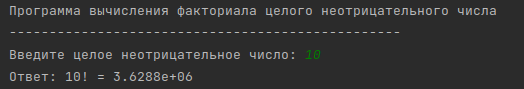 Программа вычисления факториала целого неотрицательного числа
--------------------------------------------------
Введите целое неотрицательное число: 10
Ответ: 10! = 3.6288e+06